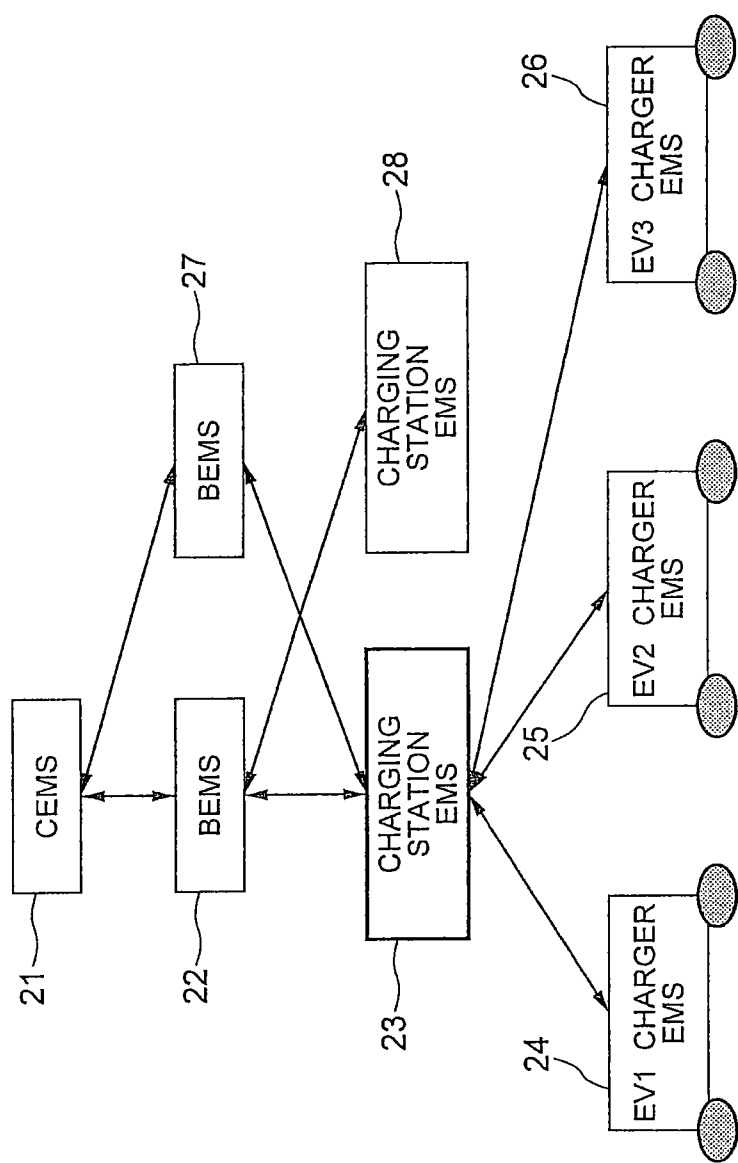 CEMS
21
BEMS
22
BEMS
27
CHARGING
STATION
EMS
23
CHARGING
STATION
EMS
28
EV1 CHARGER
EMS
24
EV2 CHARGER
EMS
25
EV3 CHARGER
EMS
26